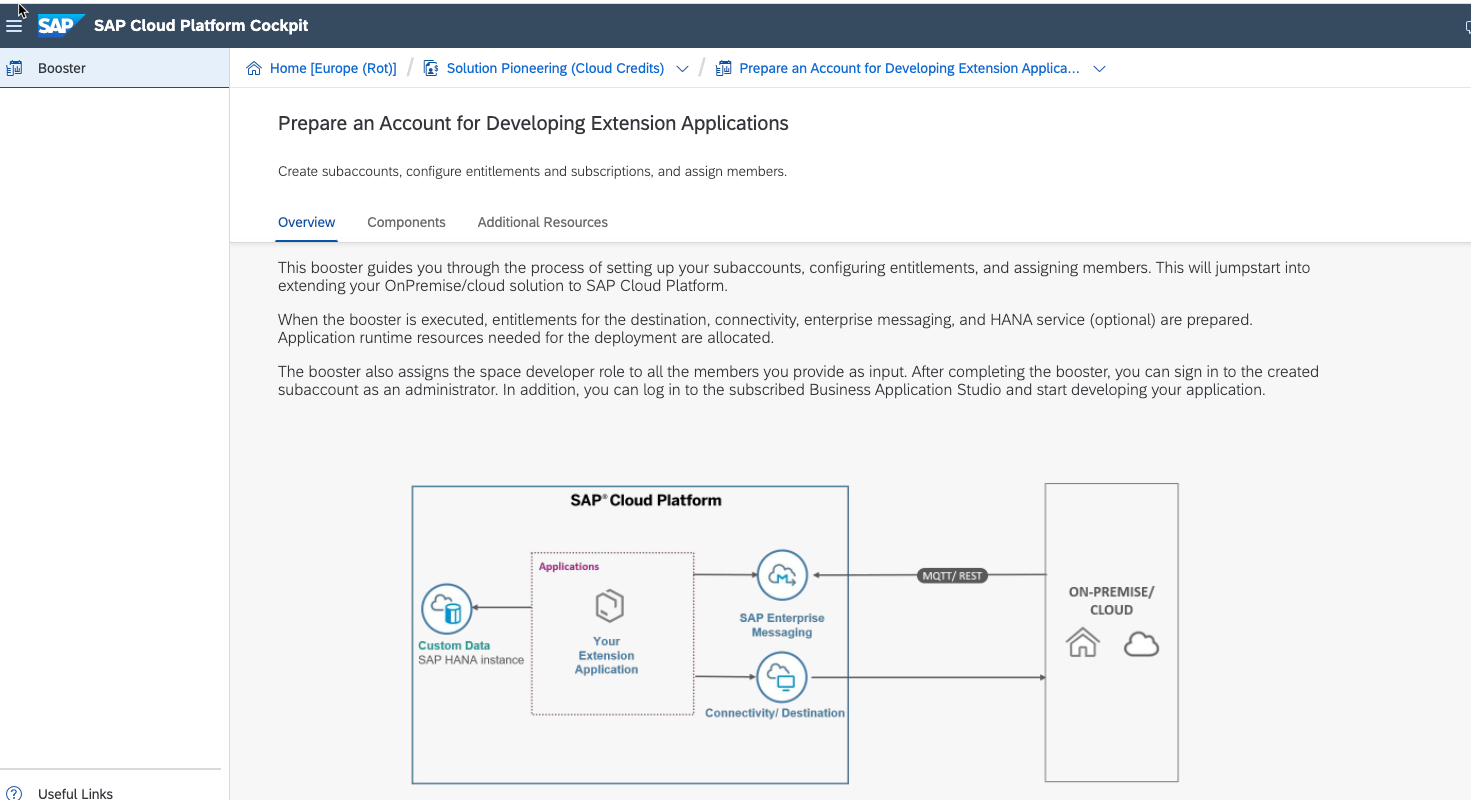 SAP SAP Cloud Platform Cockpit
Booster
Home [Europe (Rot)] / Solution Pioneering (Cloud Credits) / Prepare an Account for Developing Extension Applica...
Prepare an Account for Developing Extension Applications
Create subaccounts, configure entitlements and subscriptions, and assign members.
Overview Components Additional Resources
This booster guides you through the process of setting up your subaccounts, configuring entitlements, and assigning members. This will jumpstart into
extending your OnPremise/cloud solution to SAP Cloud Platform.
When the booster is executed, entitlements for the destination, connectivity, enterprise messaging, and HANA service (optional) are prepared.
Application runtime resources needed for the deployment are allocated.
The booster also assigns the space developer role to all the members you provide as input. After completing the booster, you can sign in to the created
subaccount as an administrator. In addition, you can log in to the subscribed Business Application Studio and start developing your application.
SAP® Cloud Platform
Applications
Your
Extension
Application
Custom Data
SAP HANA instance
M
SAP Enterprise
Messaging
Connectivity/ Destination
MQTT/ REST
ON-PREMISE/
CLOUD
Useful Links